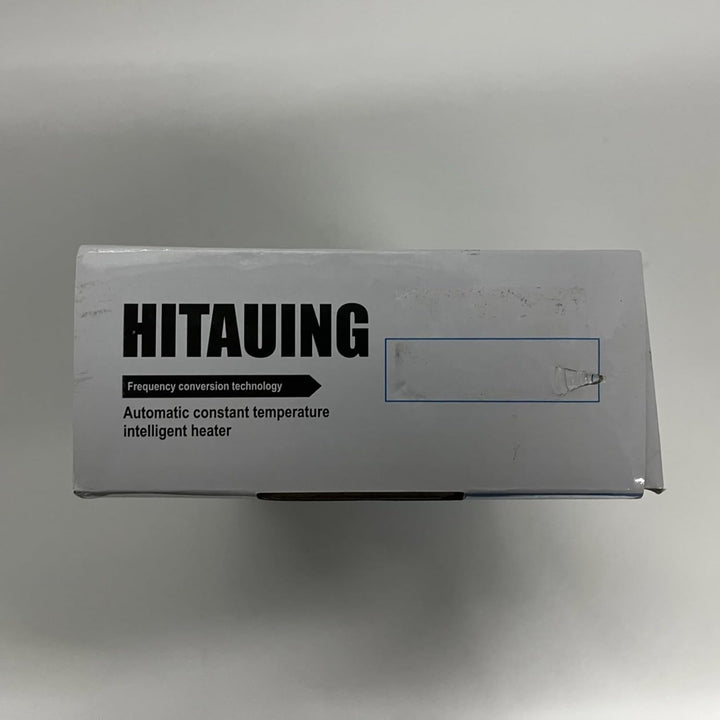 HITAUING
Frequency conversion technology
Automatic constant temperature
intelligent heater